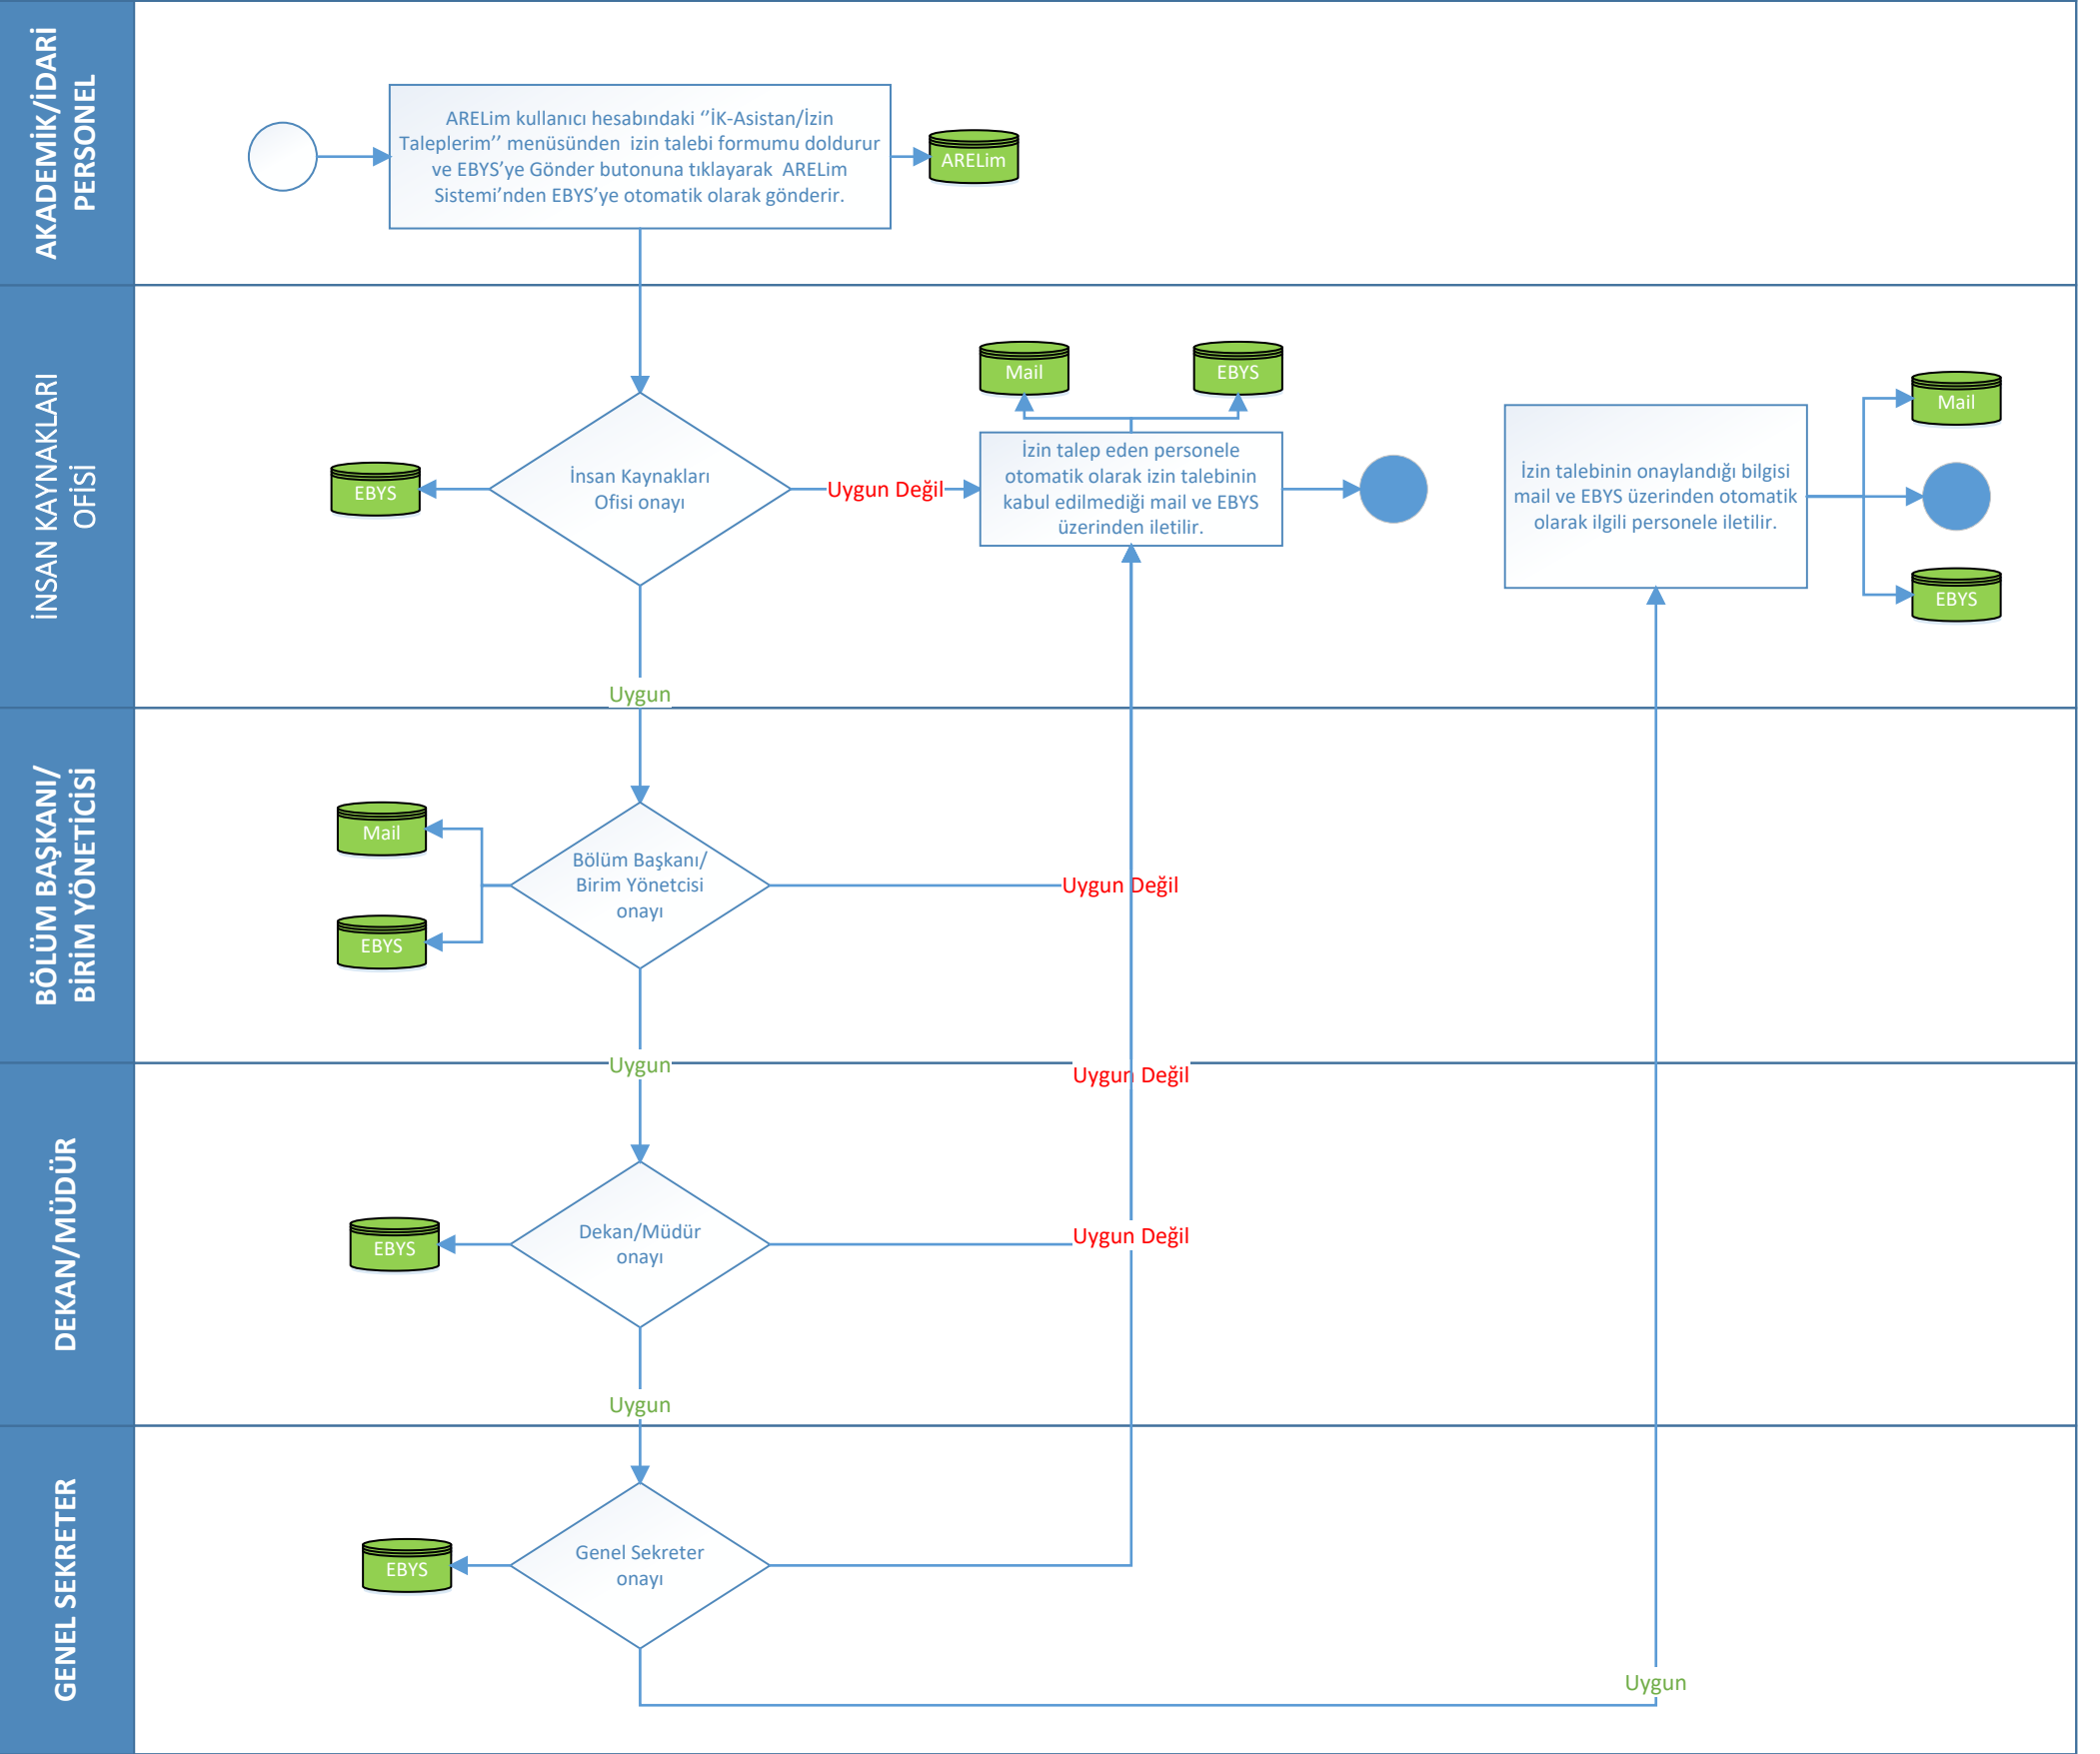 AKADEMİK/İDARİ
PERSONEL
ARELim kullanıcı hesabındaki ‘’İK-Asistan/İzin
Taleplerim’’ menüsünden izin talebi formumu doldurur
ve EBYS’ye Gönder butonuna tıklayarak ARELim
Sistemi’nden EBYS’ye otomatik olarak gönderir.
ARELim
İNSAN KAYNAKLARI
OFİSİ
EBYS
İnsan Kaynakları
Ofisi onayı
Uygun Değil
Mail
EBYS
İzin talep eden personele
otomatik olarak izin talebinin
kabul edilmediği mail ve EBYS
üzerinden iletilir.
İzin talebinin onaylandığı bilgisi
mail ve EBYS üzerinden otomatik
olarak ilgili personele iletilir.
Mail
EBYS
Uygun
BÖLÜM BAŞKANI/
BİRİM YÖNETİCİSİ
Mail
EBYS
Bölüm Başkanı/
Birim Yönetcisi
onayı
Uygun Değil
Uygun
Uygun Değil
DEKAN/MÜDÜR
EBYS
Dekan/Müdür
onayı
Uygun Değil
Uygun
GENEL SEKRETER
EBYS
Genel Sekreter
onayı
Uygun